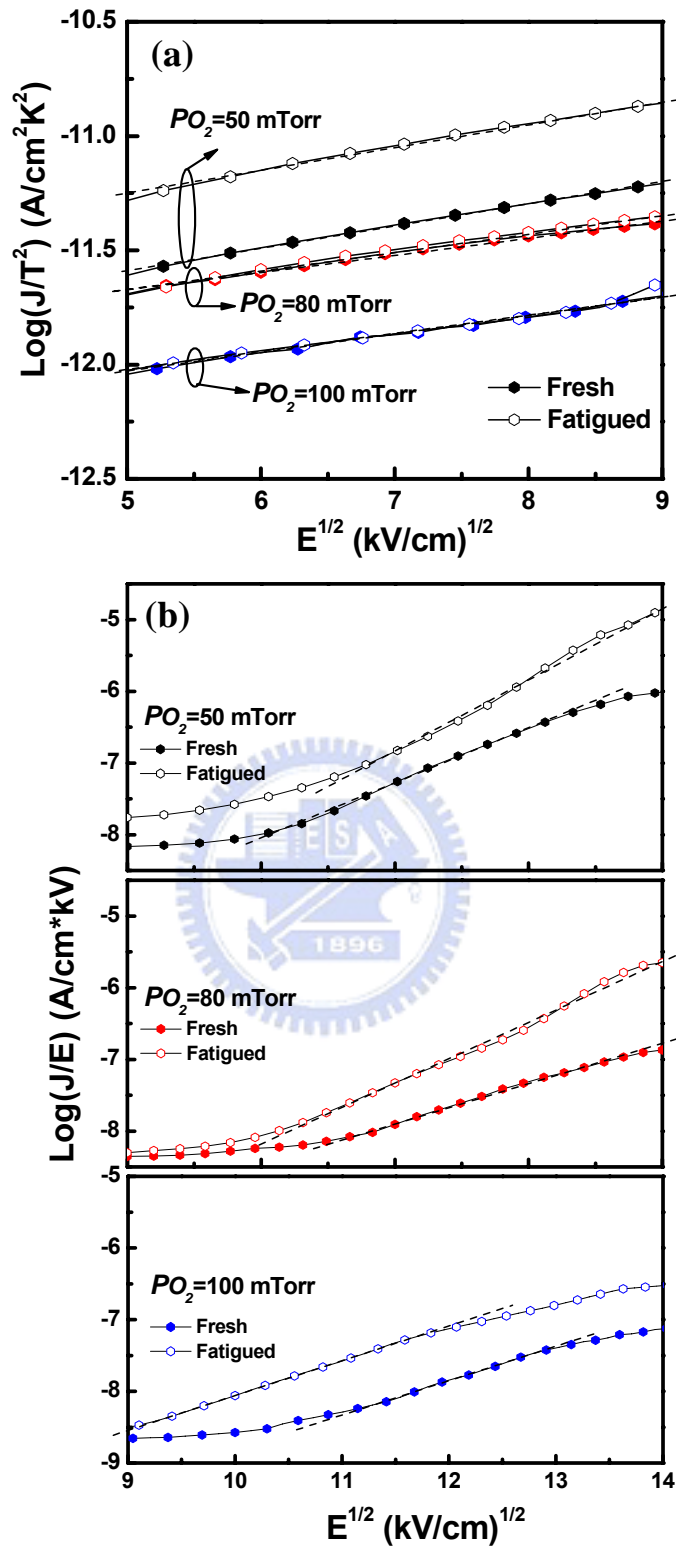 (a)
-10.5
-11.0
-11.5
-12.0
-12.5
Log(J/T²) (A/cm²K²)
PO₂=50 mTorr
PO₂=80 mTorr
PO₂=100 mTorr
Fresh
Fatigued
5 6 7 8 9
E^1/2 (kV/cm)^1/2
(b)
-5
-6
-7
-8
PO₂=50 mTorr
Fresh
Fatigued
E S A
1896
Log(J/E) (A/cm*kV)
-5
-6
-7
-8
PO₂=80 mTorr
Fresh
Fatigued
-5
-5
-6
-7
-8
-9
PO₂=100 mTorr
Fresh
Fatigued
9 10 11 12 13 14
E^1/2 (kV/cm)^1/2